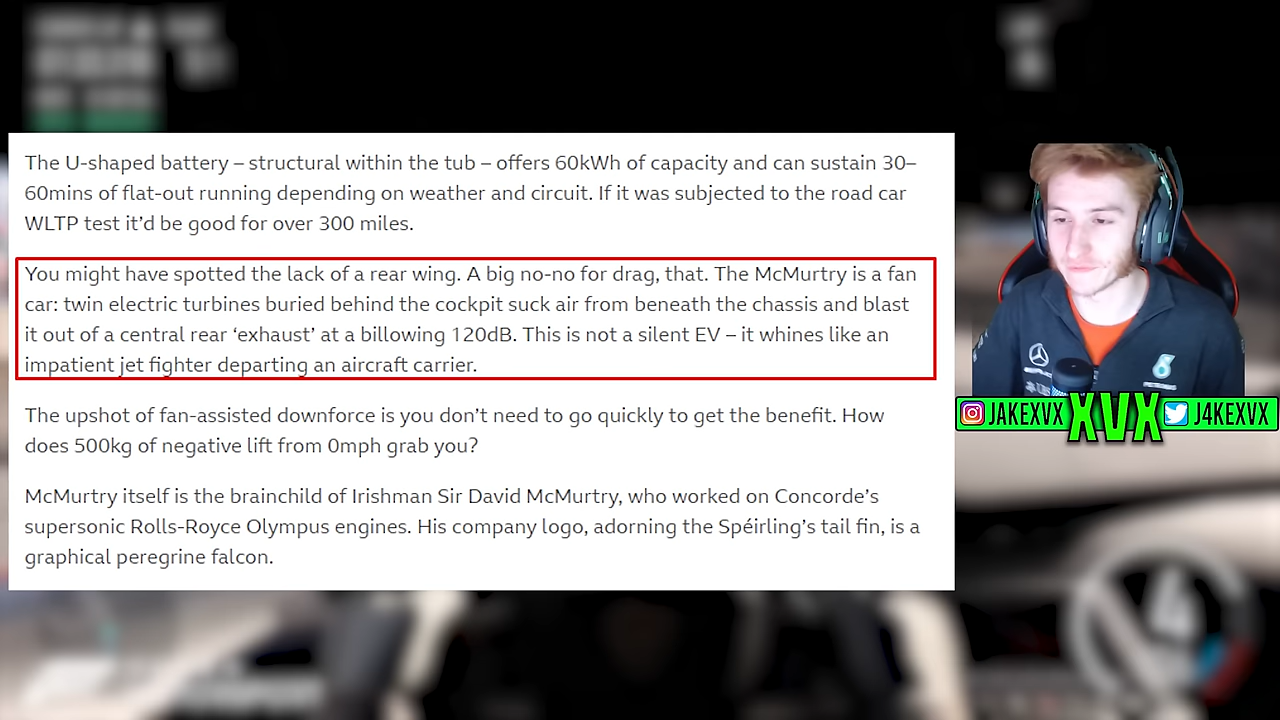 The U-shaped battery – structural within the tub – offers 60kWh of capacity and can sustain 30–
60mins of flat-out running depending on weather and circuit. If it was subjected to the road car
WLTP test it’d be good for over 300 miles.
You might have spotted the lack of a rear wing. A big no-no for drag, that. The McMurtry is a fan
car: twin electric turbines buried behind the cockpit suck air from beneath the chassis and blast
it out of a central rear ‘exhaust’ at a billowing 120dB. This is not a silent EV – it whines like an
impatient jet fighter departing an aircraft carrier.
The upshot of fan-assisted downforce is you don’t need to go quickly to get the benefit. How
does 500kg of negative lift from 0mph grab you?
McMurtry itself is the brainchild of Irishman Sir David McMurtry, who worked on Concorde’s
supersonic Rolls-Royce Olympus engines. His company logo, adorning the Spéirling’s tail fin, is a
graphical peregrine falcon.
PETRONAS
JAKEXVX XVX J4KEXVX